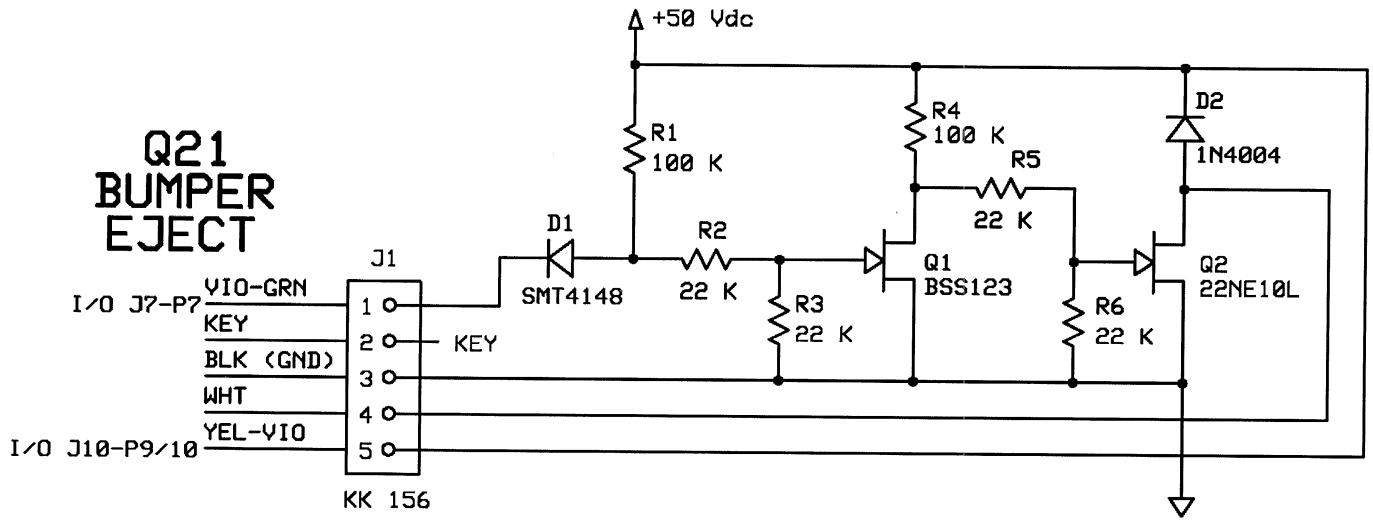 +50 Vdc
Q21
BUMPER
EJECT
R1
100 K
R4
100 K
D2
1N4004
R5
22 K
D1
SMT4148
R2
22 K
Q1
BSS123
Q2
22NE10L
R3
22 K
R6
22 K
J1
I/O J7-P7
VIO-GRN
1
KEY
2
KEY
BLK (GND)
3
WHT
4
I/O J10-P9/10
YEL-VIO
5
KK 156